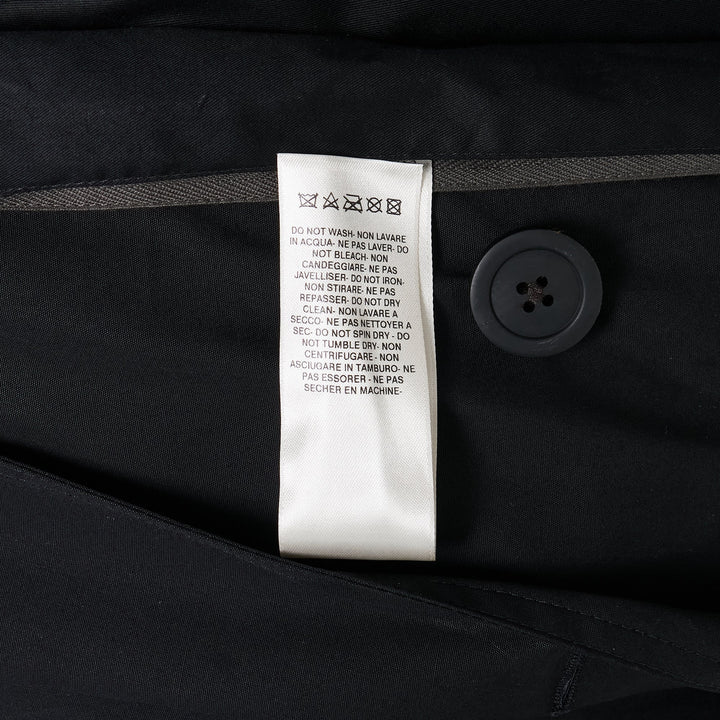 DO NOT WASH- NON LAVARE
IN ACQUA- NE PAS LAVER- DO
NOT BLEACH- NON
CANDEGGIARE- NE PAS
JAVELLISER- DO NOT IRON-
NON STIRARE- NE PAS
REPASSER- DO NOT DRY
CLEAN- NON LAVARE A
SECCO- NE PAS NETTOYER A
SEC- DO NOT SPIN DRY - DO
NOT TUMBLE DRY- NON
CENTRIFUGARE - NON
ASCIUGARE IN TAMBURO- NE
PAS ESSORER - NE PAS
SECHER EN MACHINE-